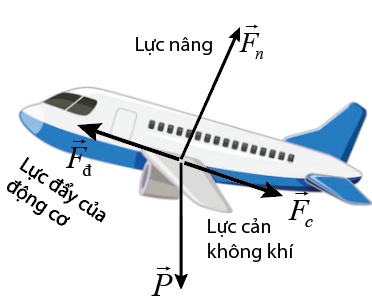 Lực nâng
F⃗ₙ
F⃗đ
Lực đẩy của
động cơ
F⃗c
Lực cản
không khí
P⃗